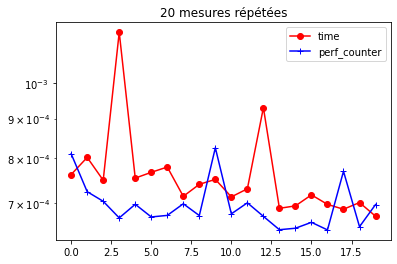 20 mesures répétées
time
perf_counter
10⁻³
9 × 10⁻⁴
8 × 10⁻⁴
7 × 10⁻⁴
0.0 2.5 5.0 7.5 10.0 12.5 15.0 17.5